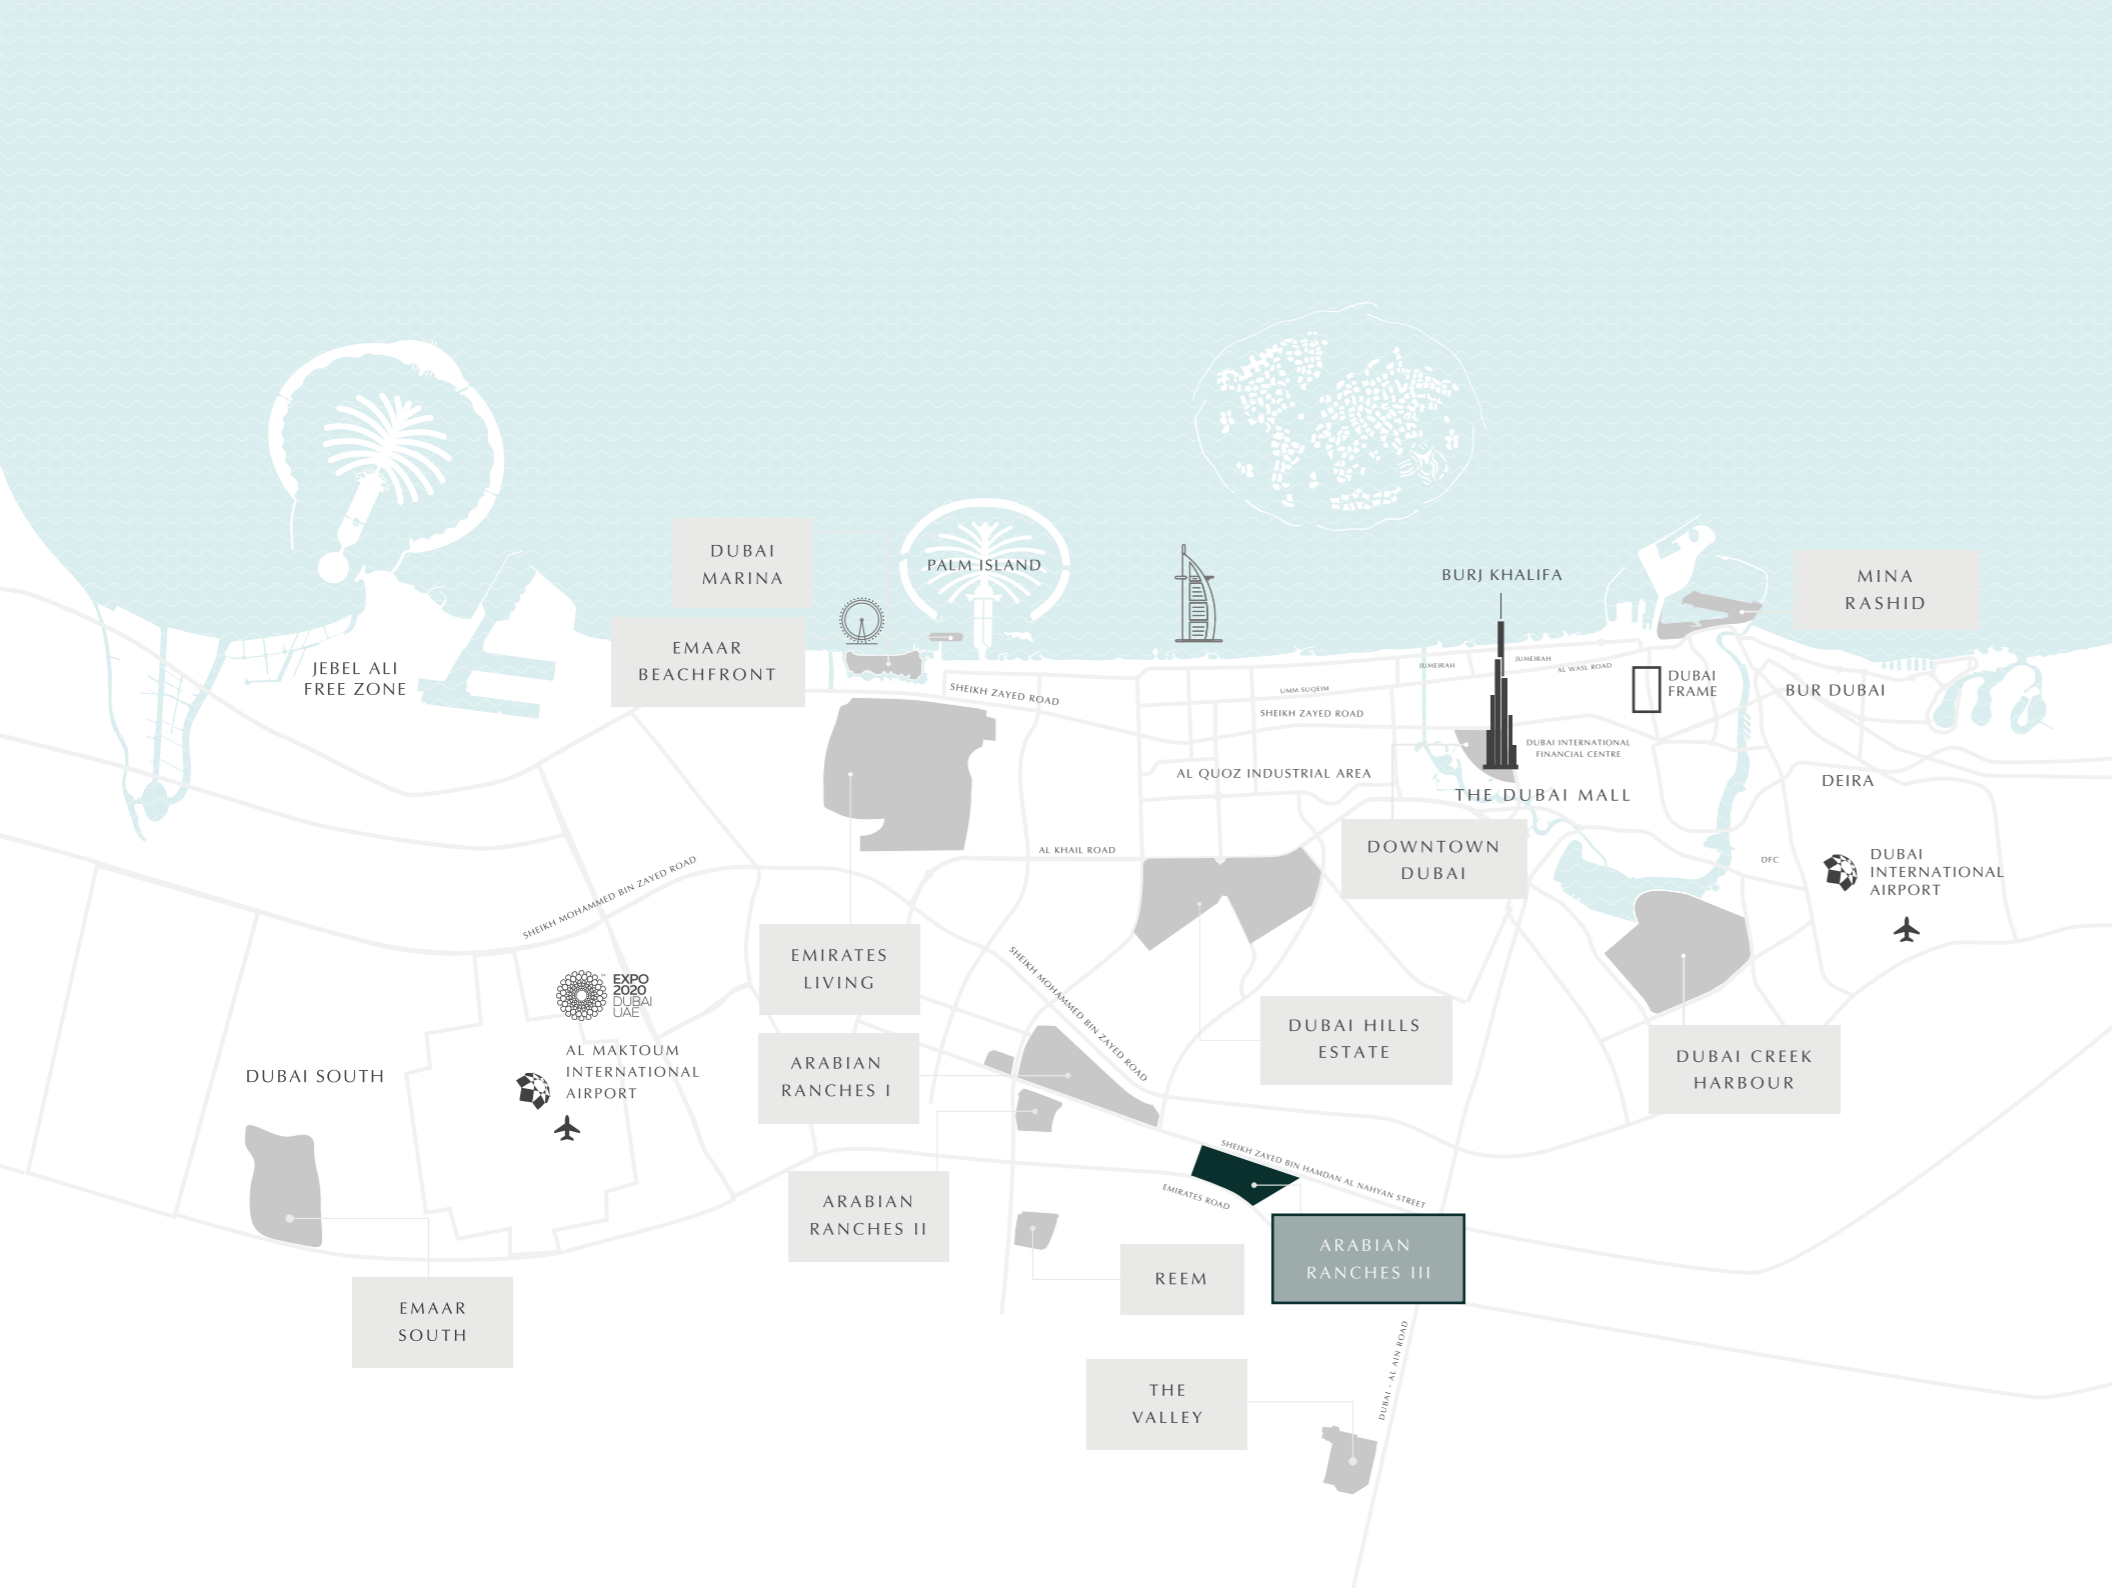 DUBAI
MARINA
PALM ISLAND
BURJ KHALIFA
MINA
RASHID
EMAAR
BEACHFRONT
JEBEL ALI
FREE ZONE
SHEIKH ZAYED ROAD
UMM SUQEIM
SHEIKH ZAYED ROAD
JUMEIRAH
JUMEIRAH
AL WASL ROAD
DUBAI
FRAME
BUR DUBAI
DUBAI INTERNATIONAL
FINANCIAL CENTRE
AL QUOZ INDUSTRIAL AREA
THE DUBAI MALL
DEIRA
DOWNTOWN
DUBAI
AL KHAIL ROAD
DFC
DUBAI
INTERNATIONAL
AIRPORT
SHEIKH MOHAMMED BIN ZAYED ROAD
EMIRATES
LIVING
SHEIKH MOHAMMED BIN ZAYED ROAD
EXPO
2020
DUBAI
UAE
DUBAI HILLS
ESTATE
DUBAI CREEK
HARBOUR
AL MAKTOUM
INTERNATIONAL
AIRPORT
DUBAI SOUTH
ARABIAN
RANCHES I
SHEIKH ZAYED BIN HAMDAN AL NAHYAN STREET
EMIRATES ROAD
ARABIAN
RANCHES II
ARABIAN
RANCHES III
REEM
EMAAR
SOUTH
DUBAI - AL AIN ROAD
THE
VALLEY